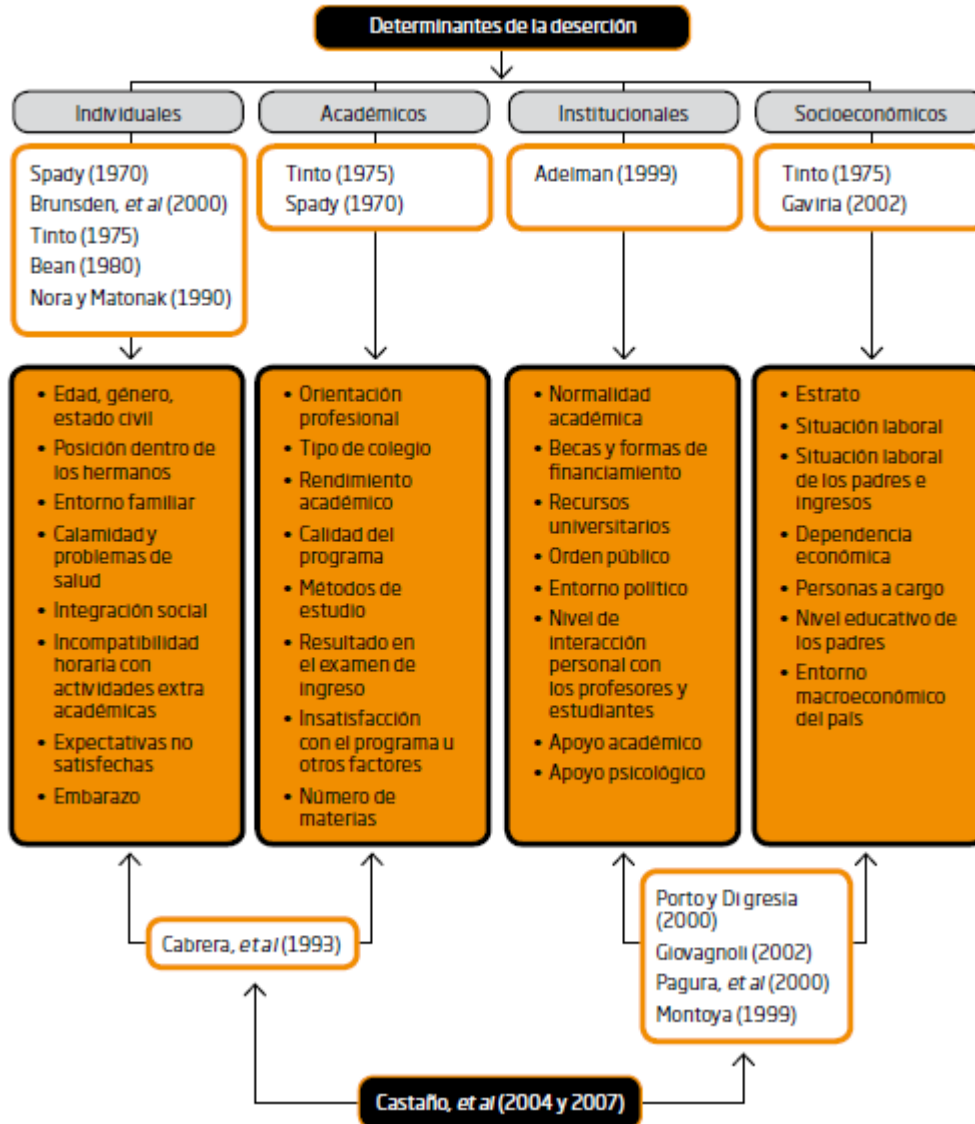 Determinantes de la deserción
Individuales
Académicos
Institucionales
Socioeconómicos
Spady (1970)
Brunsden, et al (2000)
Tinto (1975)
Bean (1980)
Nora y Matonak (1990)
Tinto (1975)
Spady (1970)
Adelman (1999)
Tinto (1975)
Gaviria (2002)
• Edad, género,
estado civil
• Posición dentro de
los hermanos
• Entorno familiar
• Calamidad y
problemas de
salud
• Integración social
• Incompatibilidad
horaria con
actividades extra
académicas
• Expectativas no
satisfechas
• Embarazo
• Orientación
profesional
• Tipo de colegio
• Rendimiento
académico
• Calidad del
programa
• Métodos de
estudio
• Resultado en
el examen de
ingreso
• Insatisfacción
con el programa u
otros factores
• Número de
materias
• Normalidad
académica
• Becas y formas de
financiamiento
• Recursos
universitarios
• Orden público
• Entorno político
• Nivel de
interacción
personal con
los profesores y
estudiantes
• Apoyo académico
• Apoyo psicológico
• Estrato
• Situación laboral
• Situación laboral
de los padres e
ingresos
• Dependencia
económica
• Personas a cargo
• Nivel educativo de
los padres
• Entorno
macroeconómico
del país
Cabrera, et al (1993)
Porto y Di gresia
(2000)
Giovagnoli (2002)
Pagura, et al (2000)
Montoya (1999)
Castaño, et al (2004 y 2007)